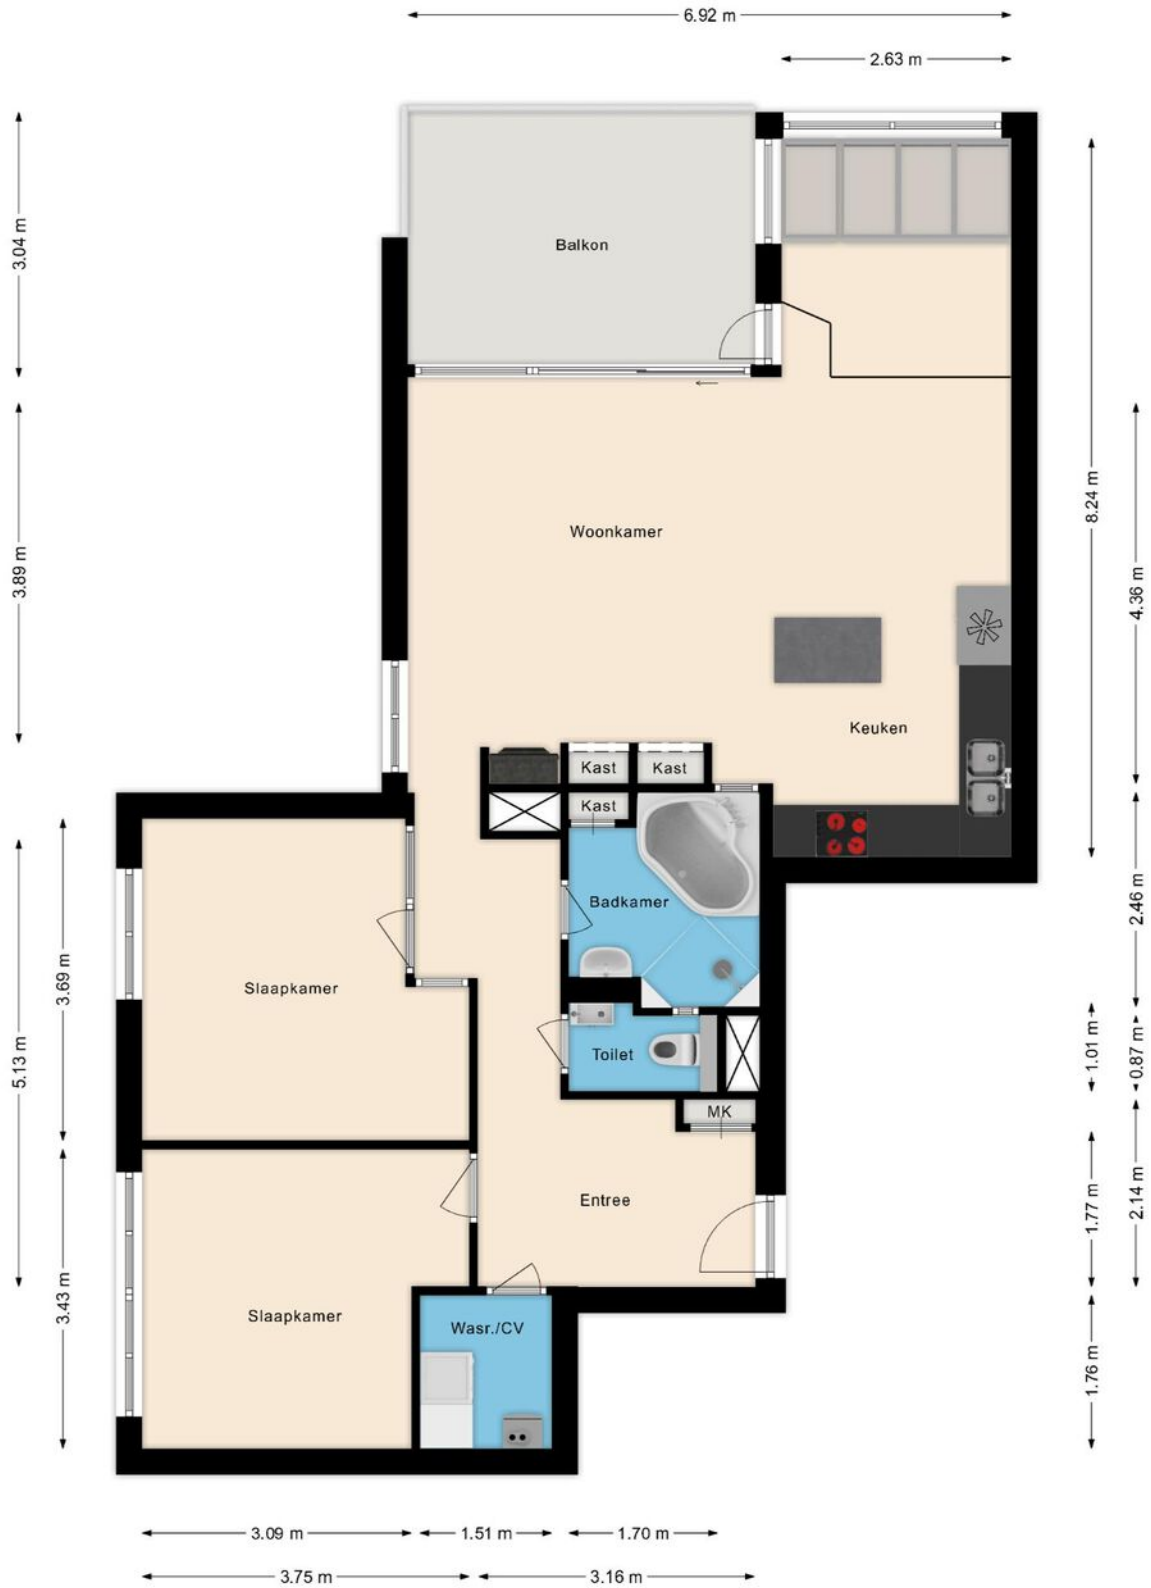 6.92 m
2.63 m
3.04 m
Balkon
8.24 m
3.89 m
Woonkamer
4.36 m
Keuken
Kast
Kast
Kast
Badkamer
2.46 m
3.69 m
Slaapkamer
5.13 m
Toilet
1.01 m
0.87 m
MK
Entree
1.77 m
2.14 m
3.43 m
Slaapkamer
Wasr./CV
1.76 m
3.09 m
1.51 m
1.70 m
3.75 m
3.16 m